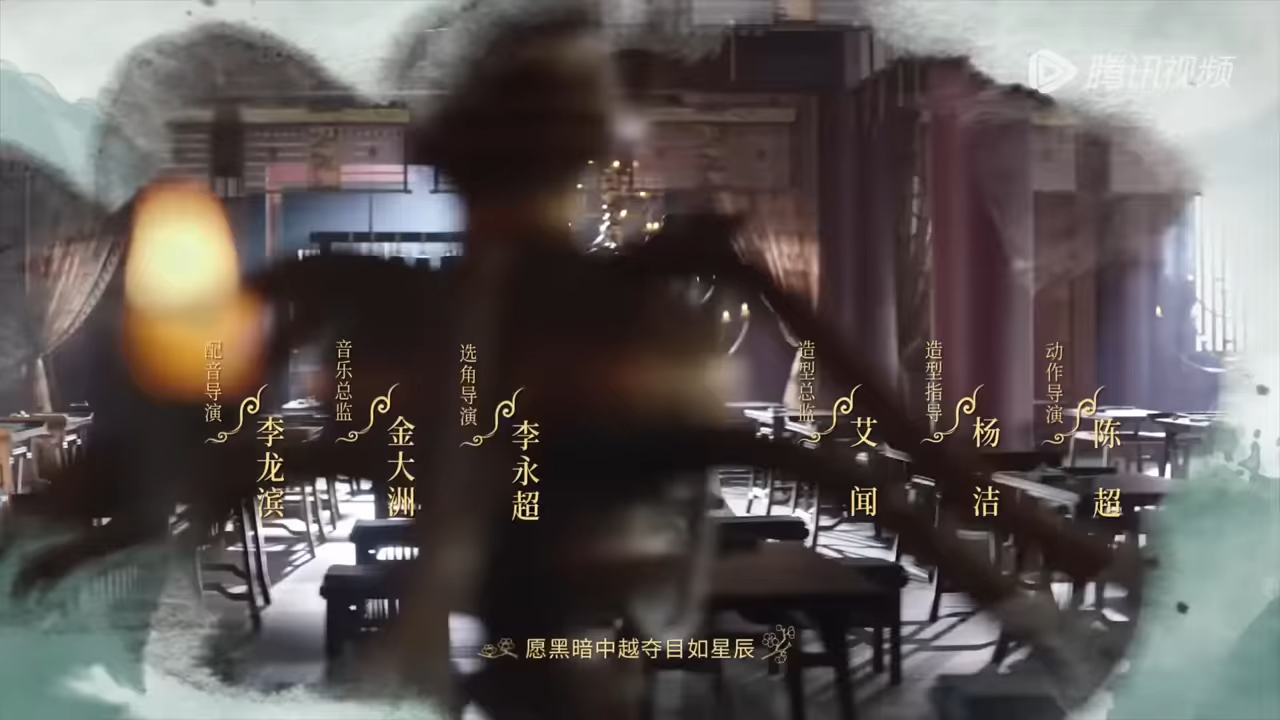 腾讯视频
配音导演
李龙滨
音乐总监
金大洲
选角导演
李永超
造型总监
艾闻
造型指导
杨洁
动作导演
陈超
愿黑暗中越夺目如星辰